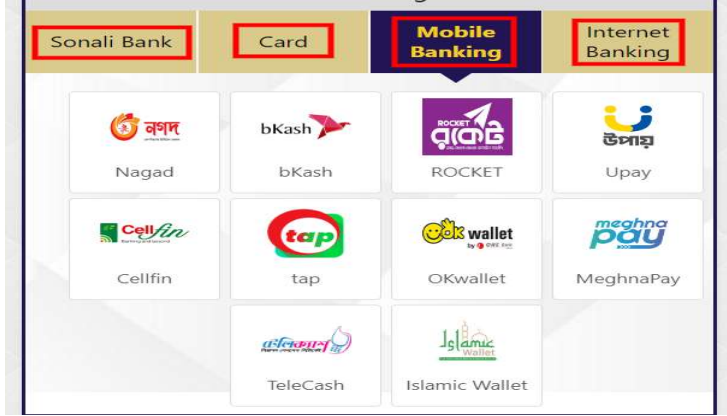 Sonali Bank
Card
Mobile
Banking
Internet
Banking
নগদ
bKash
ROCKET
রকেট
উপায়
Nagad
bKash
ROCKET
Upay
Cellfin
tap
OK wallet
by
meghna
pay
Cellfin
tap
OKwallet
MeghnaPay
টেলিক্যাশ
Islamic
Wallet
TeleCash
Islamic Wallet